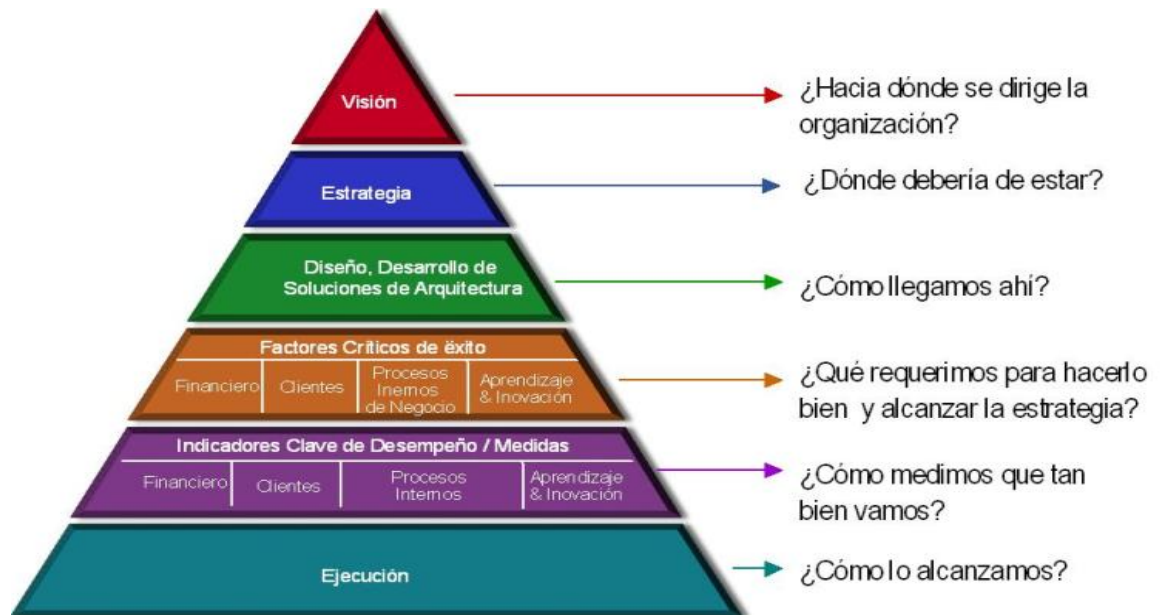 Visión
¿Hacia dónde se dirige la
organización?
Estrategia
¿Dónde debería de estar?
Diseño, Desarrollo de
Soluciones de Arquitectura
¿Cómo llegamos ahí?
Factores Críticos de ëxito
Financiero
Clientes
Procesos
Inernos
de Negocio
Aprendizaje
& Inovación
¿Qué requerimos para hacerlo
bien y alcanzar la estrategia?
Indicadores Clave de Desempeño / Medidas
Financiero
Clientes
Procesos
Internos
Aprendizaje
& Inovación
¿Cómo medimos que tan
bien vamos?
Ejecución
¿Cómo lo alcanzamos?